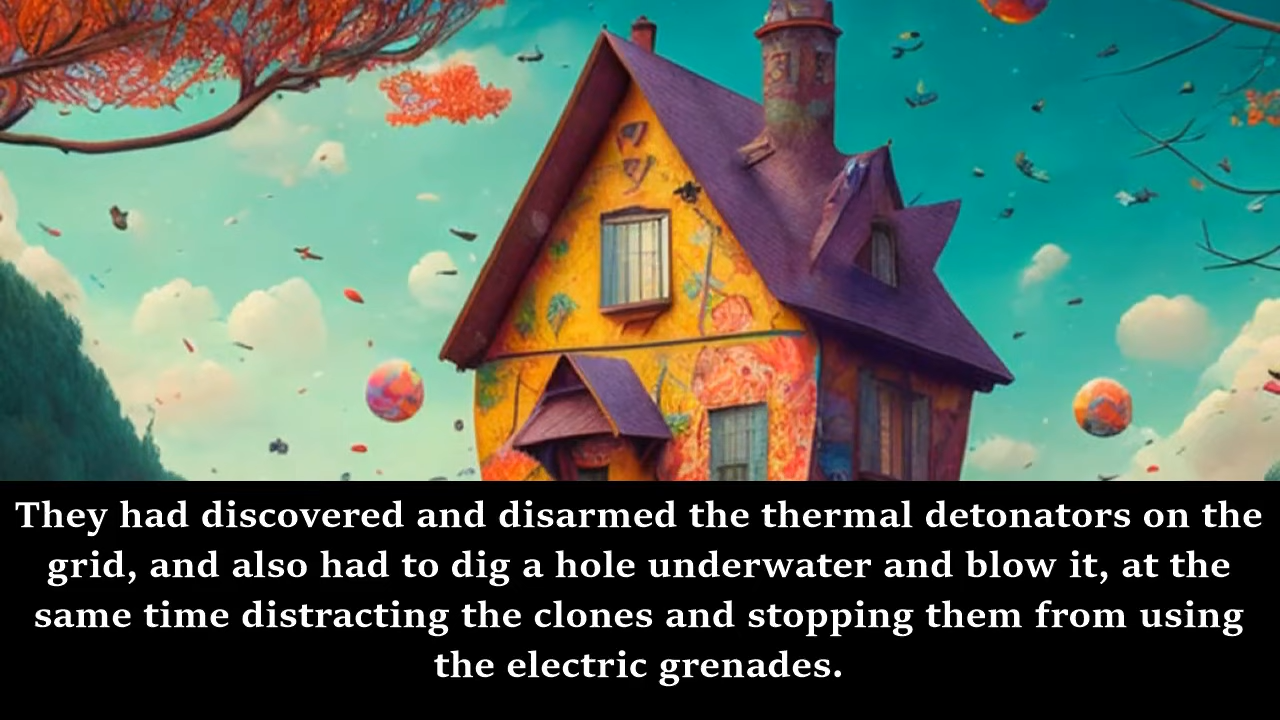 They had discovered and disarmed the thermal detonators on the
grid, and also had to dig a hole underwater and blow it, at the
same time distracting the clones and stopping them from using
the electric grenades.